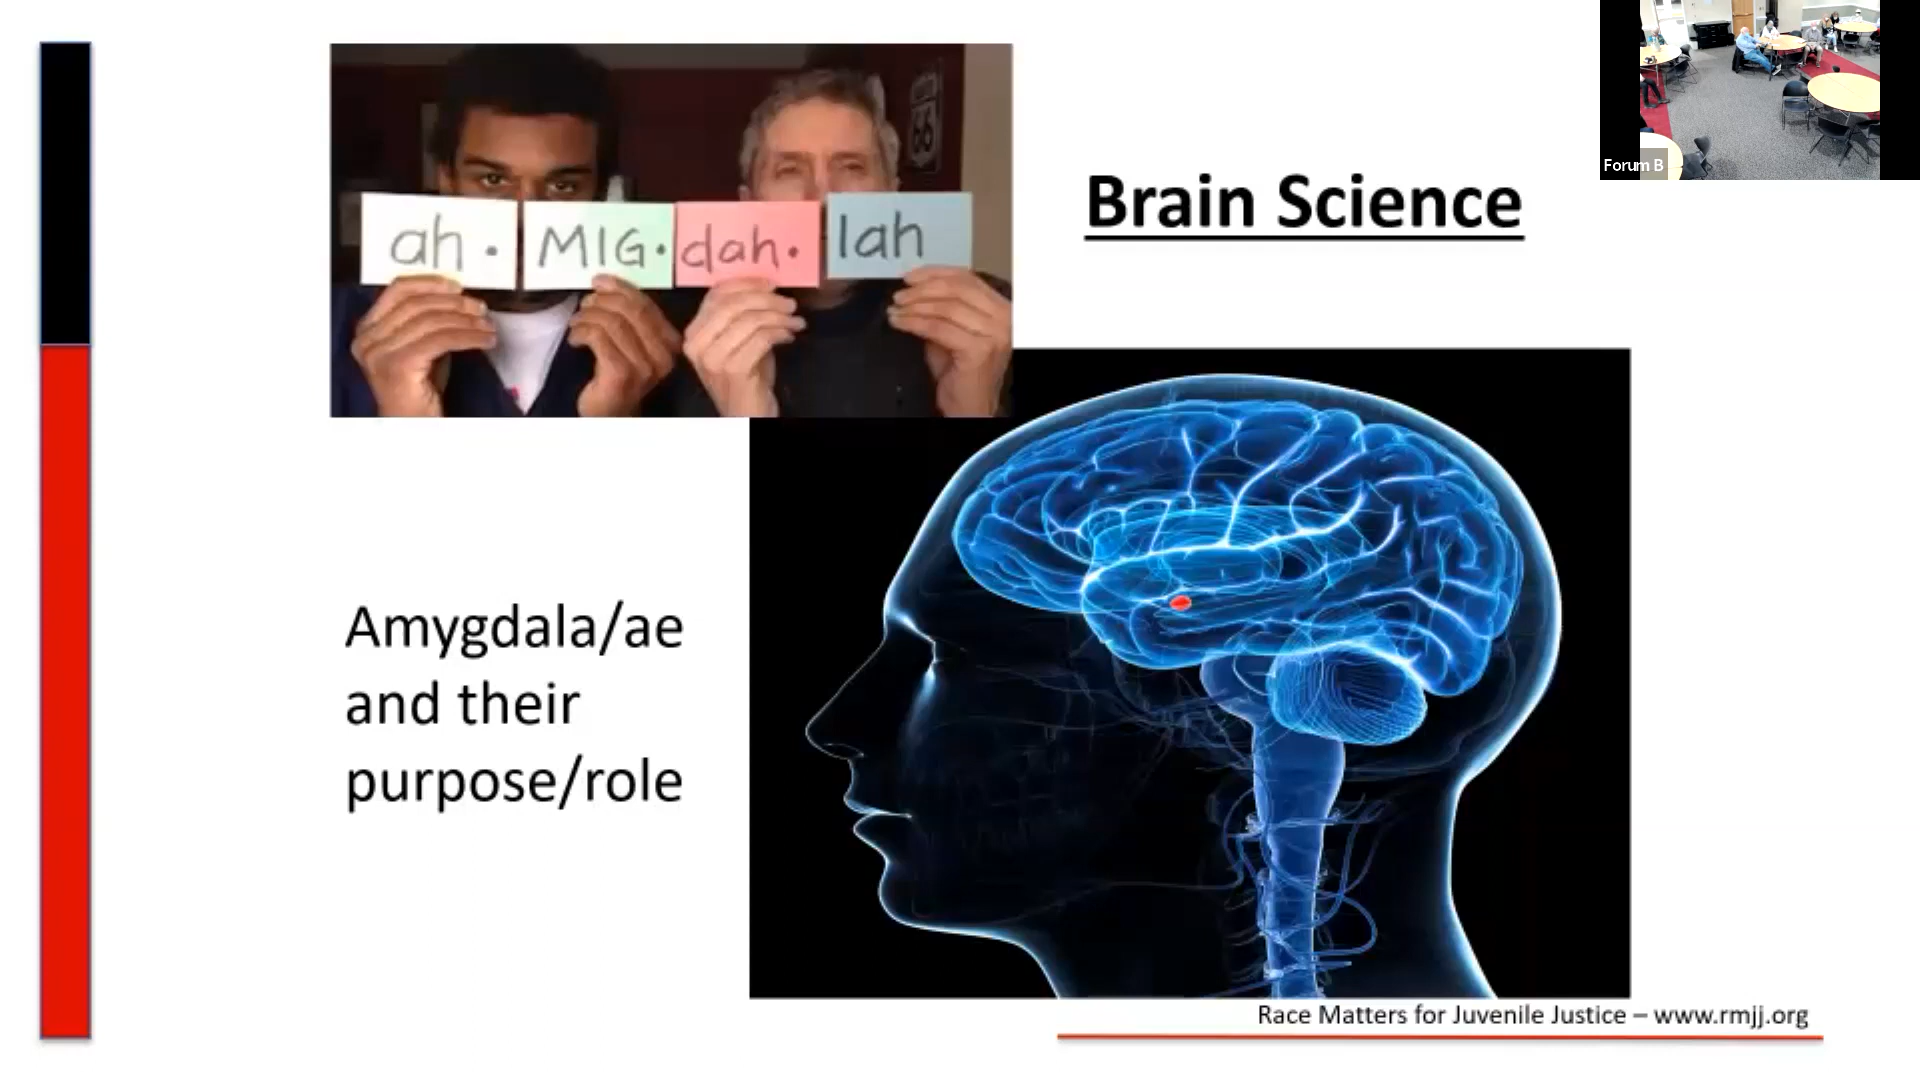 ah • MIG • dah • lah
66
Brain Science
Forum B
Amygdala/ae
and their
purpose/role
Race Matters for Juvenile Justice – www.rmjj.org